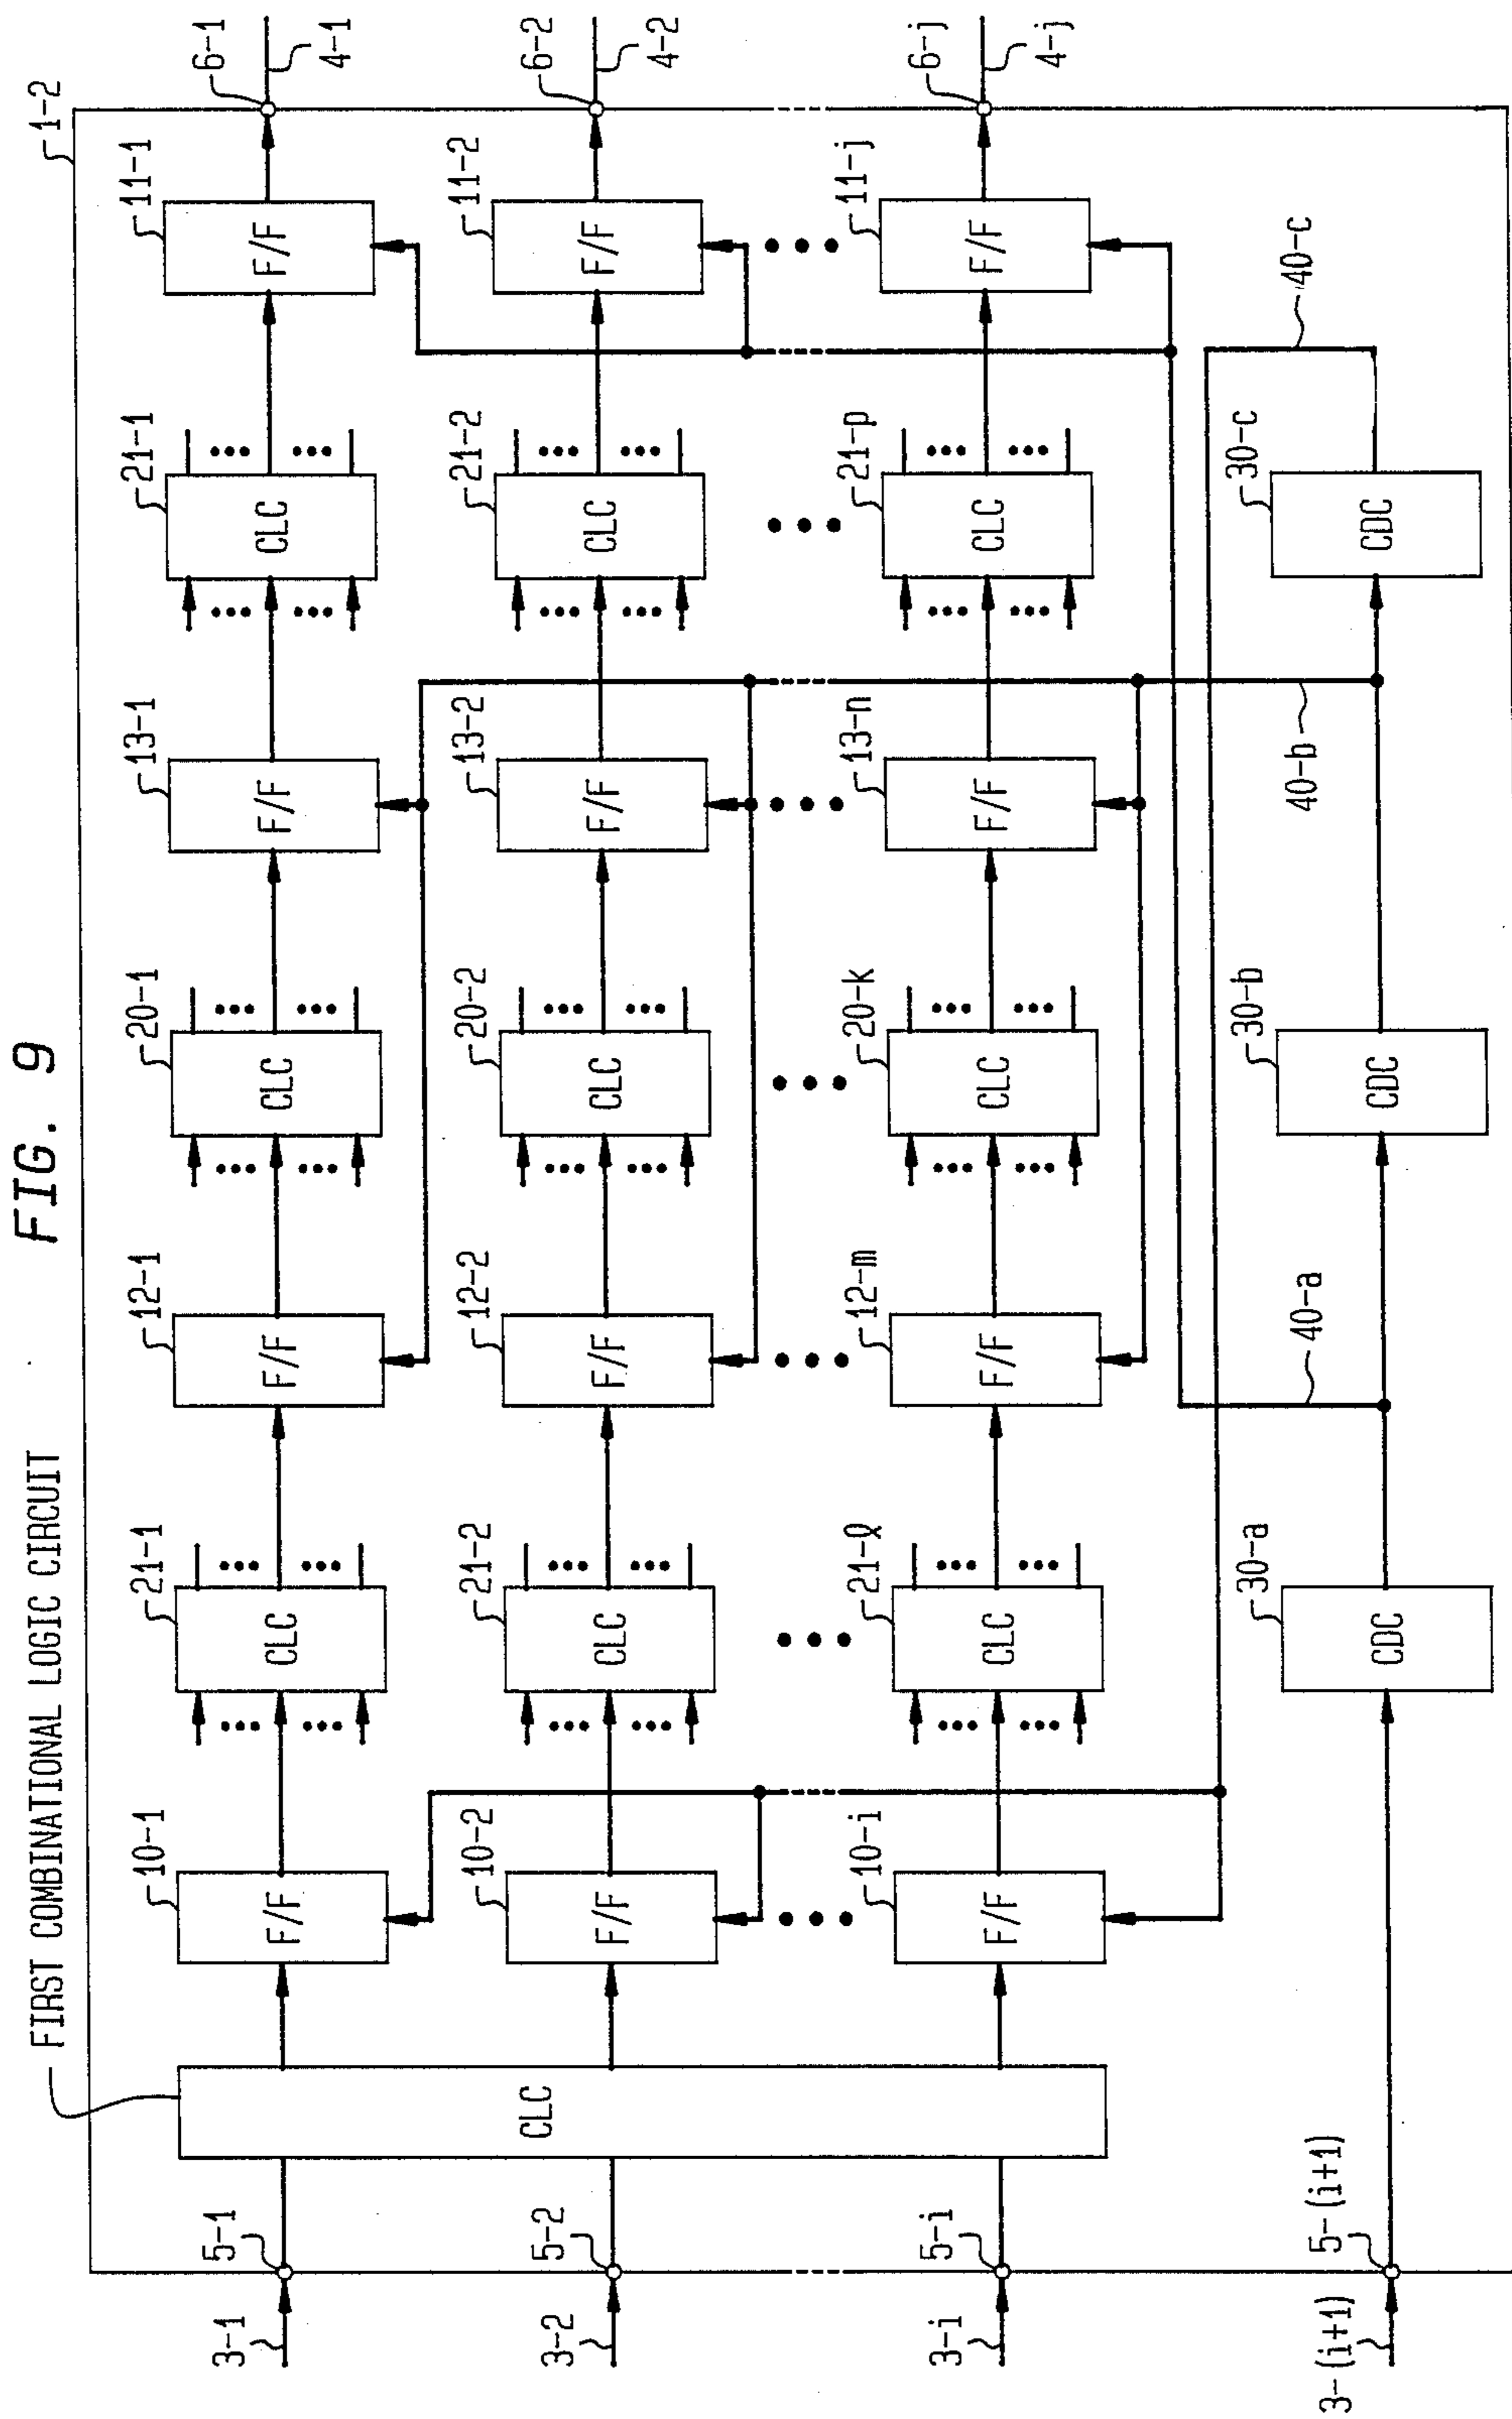 FIG. 9
FIRST COMBINATIONAL LOGIC CIRCUIT
1-2
3-1
5-1
CLC
10-1
F/F
21-1
CLC
12-1
F/F
20-1
CLC
13-1
F/F
21-1
CLC
11-1
F/F
6-1
4-1
3-2
5-2
10-2
F/F
21-2
CLC
12-2
F/F
20-2
CLC
13-2
F/F
21-2
CLC
11-2
F/F
6-2
4-2
3-i
5-i
10-i
F/F
21-ℓ
CLC
12-m
F/F
20-k
CLC
13-n
F/F
21-p
CLC
11-j
F/F
6-j
4-j
3-(i+1)
5-(i+1)
30-a
CDC
40-a
30-b
CDC
40-b
30-c
CDC
40-c